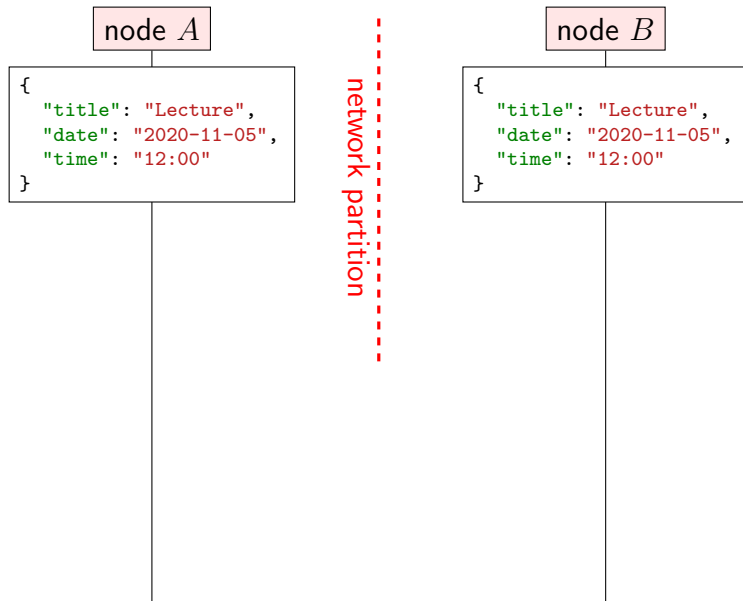 node A
{
  "title": "Lecture",
  "date": "2020-11-05",
  "time": "12:00"
}
network partition
node B
{
  "title": "Lecture",
  "date": "2020-11-05",
  "time": "12:00"
}